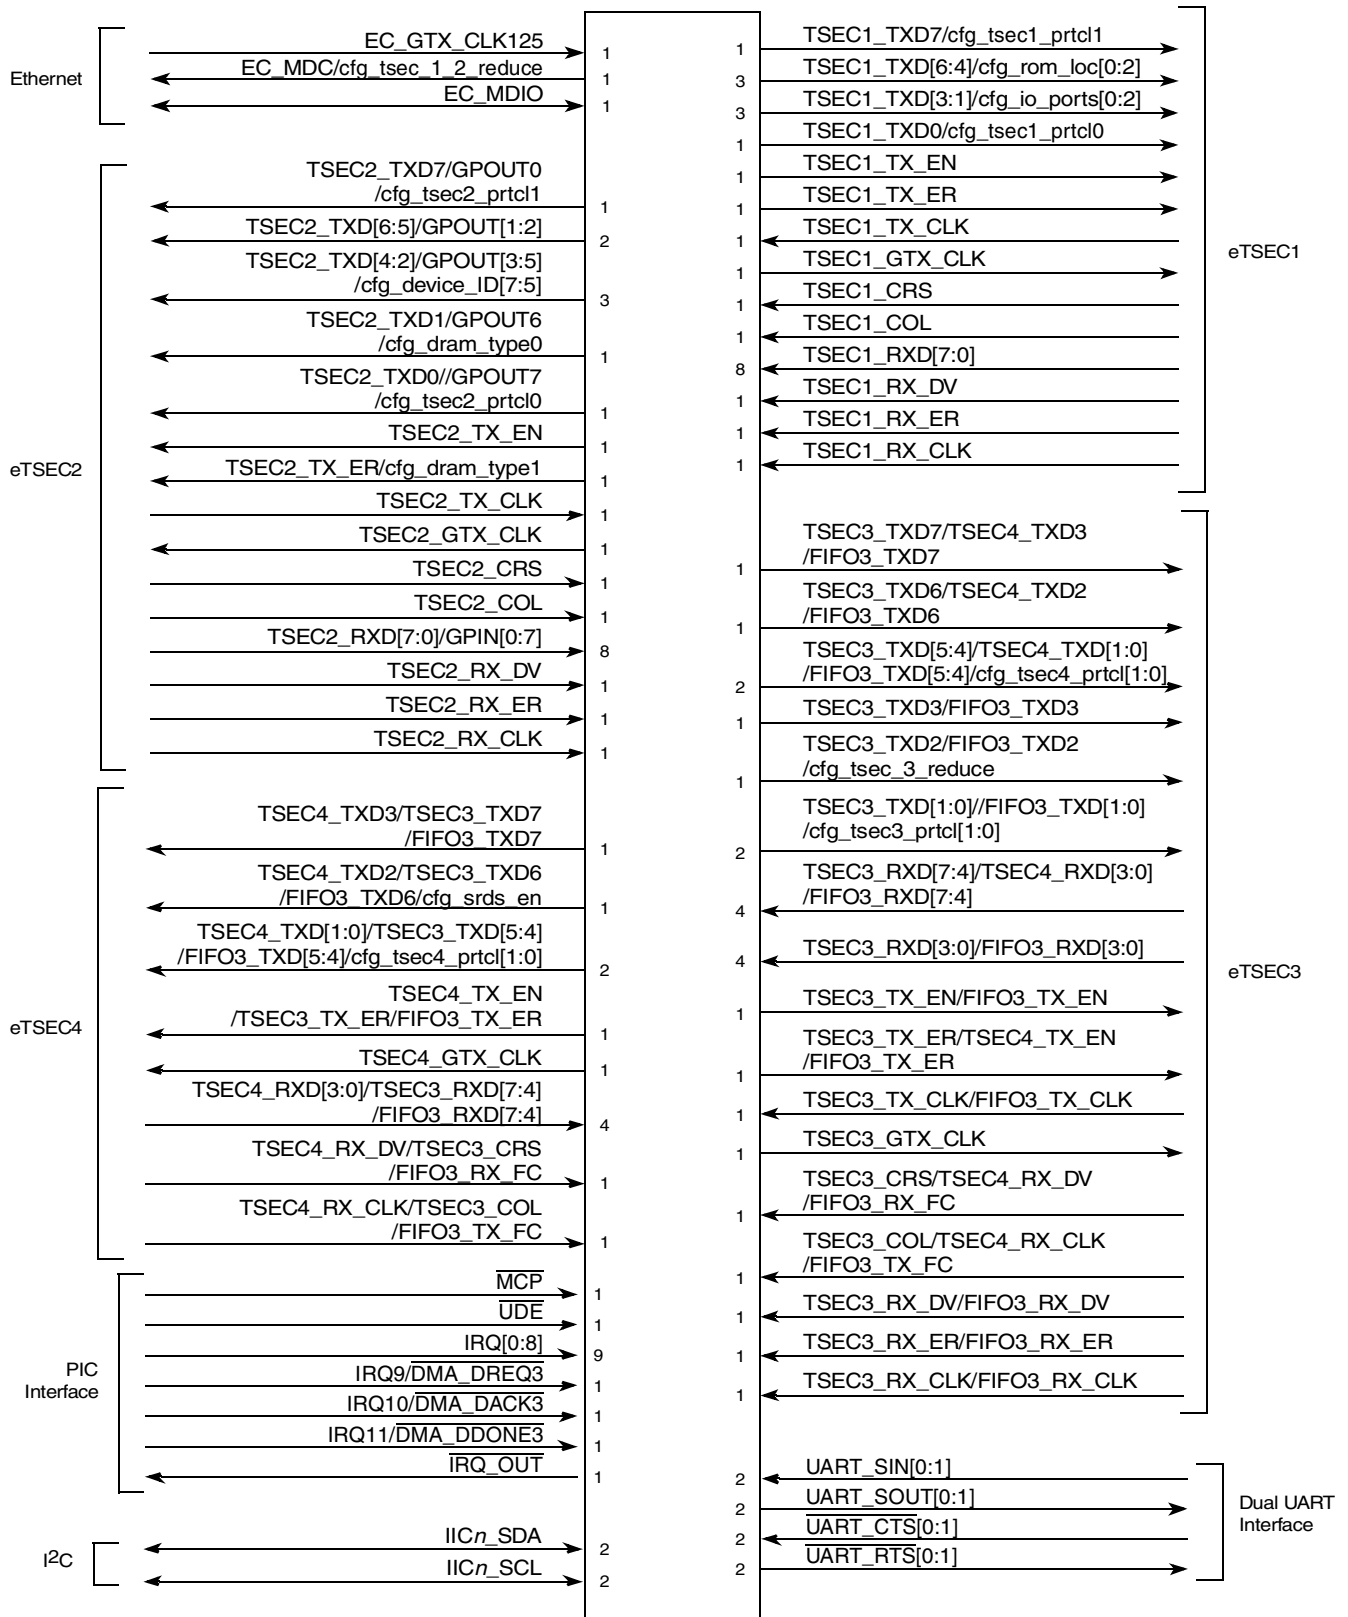 Ethernet
EC_GTX_CLK125
1
EC_MDC/cfg_tsec_1_2_reduce
1
EC_MDIO
1
eTSEC2
TSEC2_TXD7/GPOUT0
/cfg_tsec2_prtcl1
1
TSEC2_TXD[6:5]/GPOUT[1:2]
2
TSEC2_TXD[4:2]/GPOUT[3:5]
/cfg_device_ID[7:5]
3
TSEC2_TXD1/GPOUT6
/cfg_dram_type0
1
TSEC2_TXD0//GPOUT7
/cfg_tsec2_prtcl0
1
TSEC2_TX_EN
1
TSEC2_TX_ER/cfg_dram_type1
1
TSEC2_TX_CLK
1
TSEC2_GTX_CLK
1
TSEC2_CRS
1
TSEC2_COL
1
TSEC2_RXD[7:0]/GPIN[0:7]
8
TSEC2_RX_DV
1
TSEC2_RX_ER
1
TSEC2_RX_CLK
1
eTSEC4
TSEC4_TXD3/TSEC3_TXD7
/FIFO3_TXD7
1
TSEC4_TXD2/TSEC3_TXD6
/FIFO3_TXD6/cfg_srds_en
1
TSEC4_TXD[1:0]/TSEC3_TXD[5:4]
/FIFO3_TXD[5:4]/cfg_tsec4_prtcl[1:0]
2
TSEC4_TX_EN
/TSEC3_TX_ER/FIFO3_TX_ER
1
TSEC4_GTX_CLK
1
TSEC4_RXD[3:0]/TSEC3_RXD[7:4]
/FIFO3_RXD[7:4]
4
TSEC4_RX_DV/TSEC3_CRS
/FIFO3_RX_FC
1
TSEC4_RX_CLK/TSEC3_COL
/FIFO3_TX_FC
1
PIC
Interface
MCP
1
UDE
1
IRQ[0:8]
9
IRQ9/DMA_DREQ3
1
IRQ10/DMA_DACK3
1
IRQ11/DMA_DDONE3
1
IRQ_OUT
1
I2C
IICn_SDA
2
IICn_SCL
2
eTSEC1
1
TSEC1_TXD7/cfg_tsec1_prtcl1
3
TSEC1_TXD[6:4]/cfg_rom_loc[0:2]
3
TSEC1_TXD[3:1]/cfg_io_ports[0:2]
1
TSEC1_TXD0/cfg_tsec1_prtcl0
1
TSEC1_TX_EN
1
TSEC1_TX_ER
1
TSEC1_TX_CLK
1
TSEC1_GTX_CLK
1
TSEC1_CRS
1
TSEC1_COL
8
TSEC1_RXD[7:0]
1
TSEC1_RX_DV
1
TSEC1_RX_ER
1
TSEC1_RX_CLK
eTSEC3
TSEC3_TXD7/TSEC4_TXD3
/FIFO3_TXD7
1
TSEC3_TXD6/TSEC4_TXD2
/FIFO3_TXD6
1
TSEC3_TXD[5:4]/TSEC4_TXD[1:0]
/FIFO3_TXD[5:4]/cfg_tsec4_prtcl[1:0]
2
TSEC3_TXD3/FIFO3_TXD3
1
TSEC3_TXD2/FIFO3_TXD2
/cfg_tsec_3_reduce
1
TSEC3_TXD[1:0]//FIFO3_TXD[1:0]
/cfg_tsec3_prtcl[1:0]
2
TSEC3_RXD[7:4]/TSEC4_RXD[3:0]
/FIFO3_RXD[7:4]
4
TSEC3_RXD[3:0]/FIFO3_RXD[3:0]
4
TSEC3_TX_EN/FIFO3_TX_EN
1
TSEC3_TX_ER/TSEC4_TX_EN
/FIFO3_TX_ER
1
TSEC3_TX_CLK/FIFO3_TX_CLK
1
TSEC3_GTX_CLK
1
TSEC3_CRS/TSEC4_RX_DV
/FIFO3_RX_FC
1
TSEC3_COL/TSEC4_RX_CLK
/FIFO3_TX_FC
1
TSEC3_RX_DV/FIFO3_RX_DV
1
TSEC3_RX_ER/FIFO3_RX_ER
1
TSEC3_RX_CLK/FIFO3_RX_CLK
1
Dual UART
Interface
UART_SIN[0:1]
2
UART_SOUT[0:1]
2
UART_CTS[0:1]
2
UART_RTS[0:1]
2